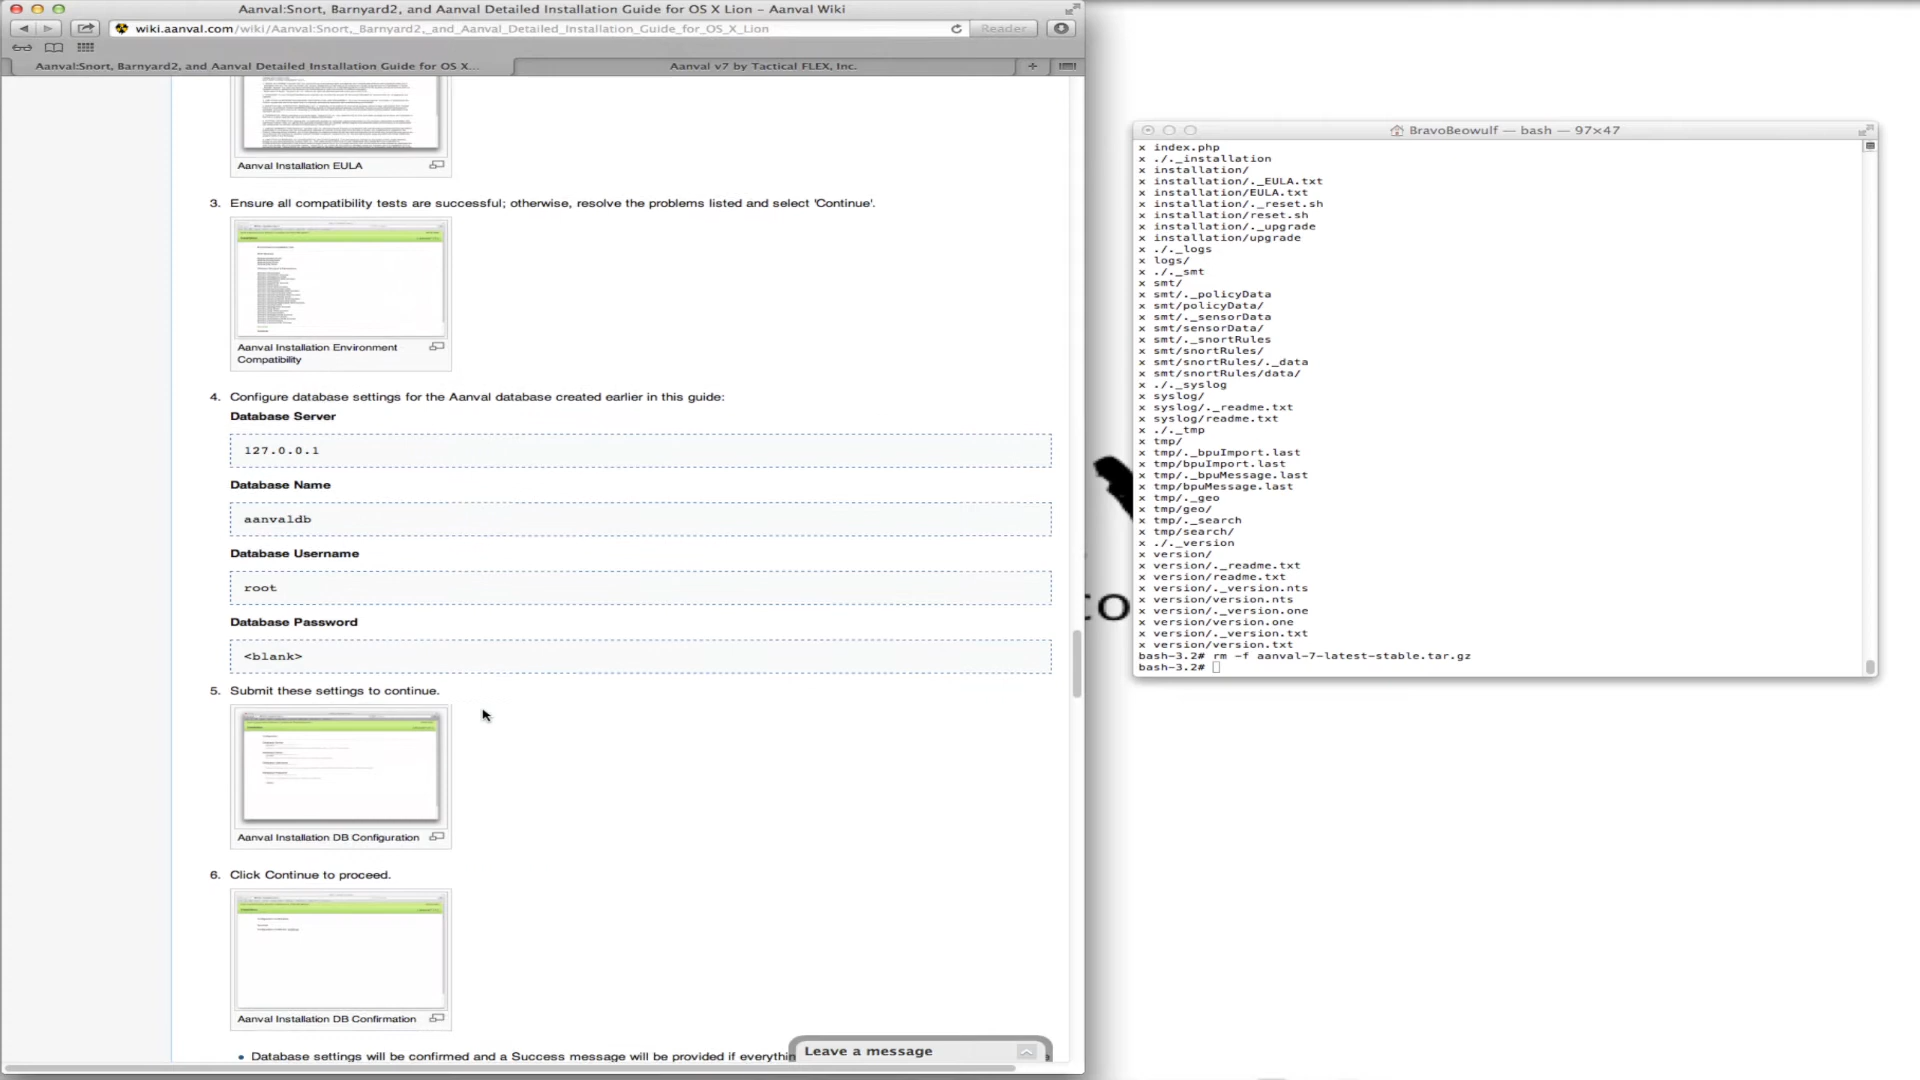 Aanval:Snort, Barnyard2, and Aanval Detailed Installation Guide for OS X Lion – Aanval Wiki
wiki.aanval.com/wiki/Aanval:Snort,_Barnyard2,_and_Aanval_Detailed_Installation_Guide_for_OS_X_Lion
Reader
Aanval:Snort, Barnyard2, and Aanval Detailed Installation Guide for OS X...
Aanval v7 by Tactical FLEX, Inc.
Aanval Installation EULA
3. Ensure all compatibility tests are successful; otherwise, resolve the problems listed and select 'Continue'.
Aanval Installation Environment
Compatibility
4. Configure database settings for the Aanval database created earlier in this guide:
Database Server
127.0.0.1
Database Name
aanvaldb
Database Username
root
Database Password
<blank>
5. Submit these settings to continue.
Aanval Installation DB Configuration
6. Click Continue to proceed.
Aanval Installation DB Confirmation
• Database settings will be confirmed and a Success message will be provided if everythin
Leave a message
to
BravoBeowulf — bash — 97×47
x index.php
x ./._installation
x installation/
x installation/._EULA.txt
x installation/EULA.txt
x installation/._reset.sh
x installation/reset.sh
x installation/._upgrade
x installation/upgrade
x ./._logs
x logs/
x ./._smt
x smt/
x smt/._policyData
x smt/policyData/
x smt/._sensorData
x smt/sensorData/
x smt/._snortRules
x smt/snortRules/
x smt/snortRules/._data
x smt/snortRules/data/
x ./._syslog
x syslog/
x syslog/._readme.txt
x syslog/readme.txt
x ./._tmp
x tmp/
x tmp/._bpuImport.last
x tmp/bpuImport.last
x tmp/._bpuMessage.last
x tmp/bpuMessage.last
x tmp/._geo
x tmp/geo/
x tmp/._search
x tmp/search/
x ./._version
x version/
x version/._readme.txt
x version/readme.txt
x version/._version.nts
x version/version.nts
x version/._version.one
x version/version.one
x version/._version.txt
x version/version.txt
bash-3.2# rm -f aanval-7-latest-stable.tar.gz
bash-3.2#